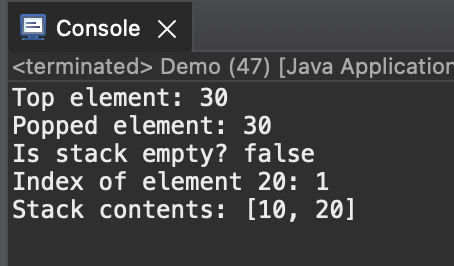 Console
<terminated> Demo (47) [Java Application
Top element: 30
Popped element: 30
Is stack empty? false
Index of element 20: 1
Stack contents: [10, 20]